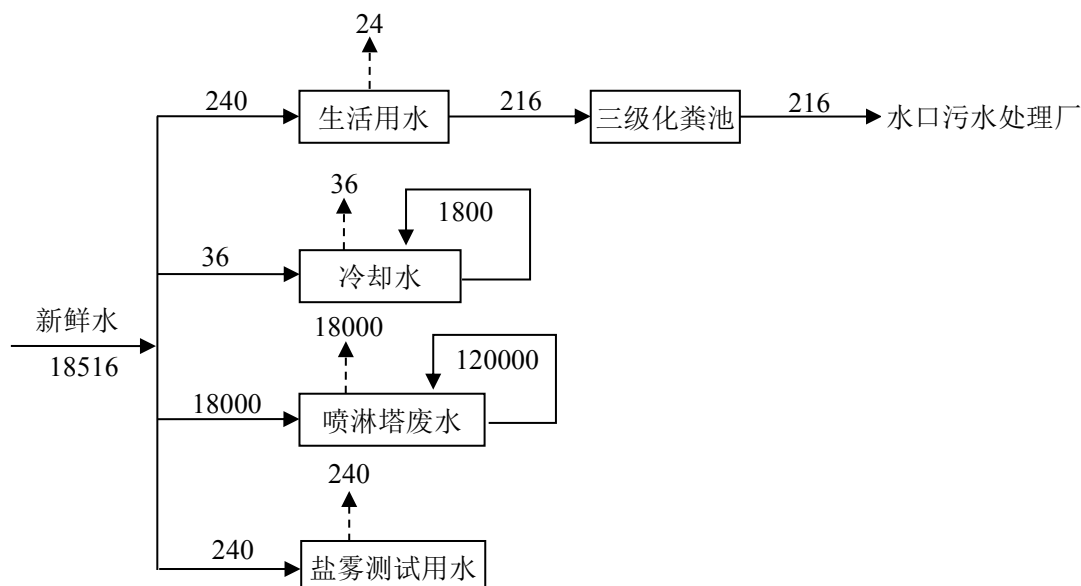 24
240
生活用水
216
三级化粪池
216
水口污水处理厂
36
1800
36
冷却水
新鲜水
18516
18000
120000
18000
喷淋塔废水
240
240
盐雾测试用水